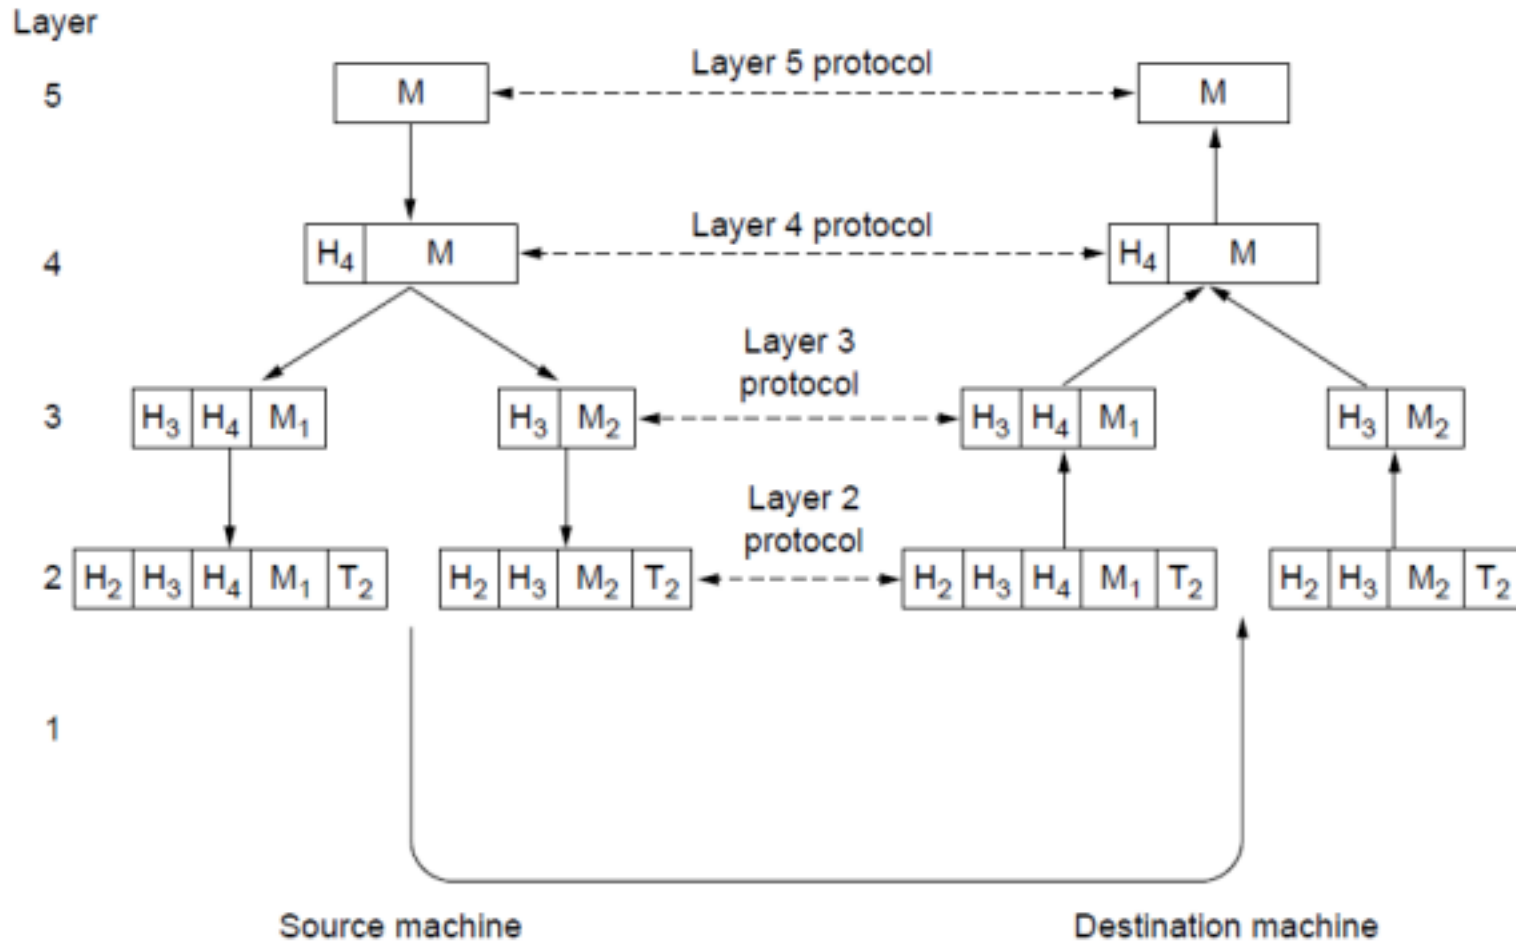 Layer
5 M Layer 5 protocol M
4 H₄ M Layer 4 protocol H₄ M
Layer 3
protocol
3 H₃ H₄ M₁ H₃ M₂ H₃ H₄ M₁ H₃ M₂
Layer 2
protocol
2 H₂ H₃ H₄ M₁ T₂ H₂ H₃ M₂ T₂ H₂ H₃ H₄ M₁ T₂ H₂ H₃ M₂ T₂
1
Source machine Destination machine